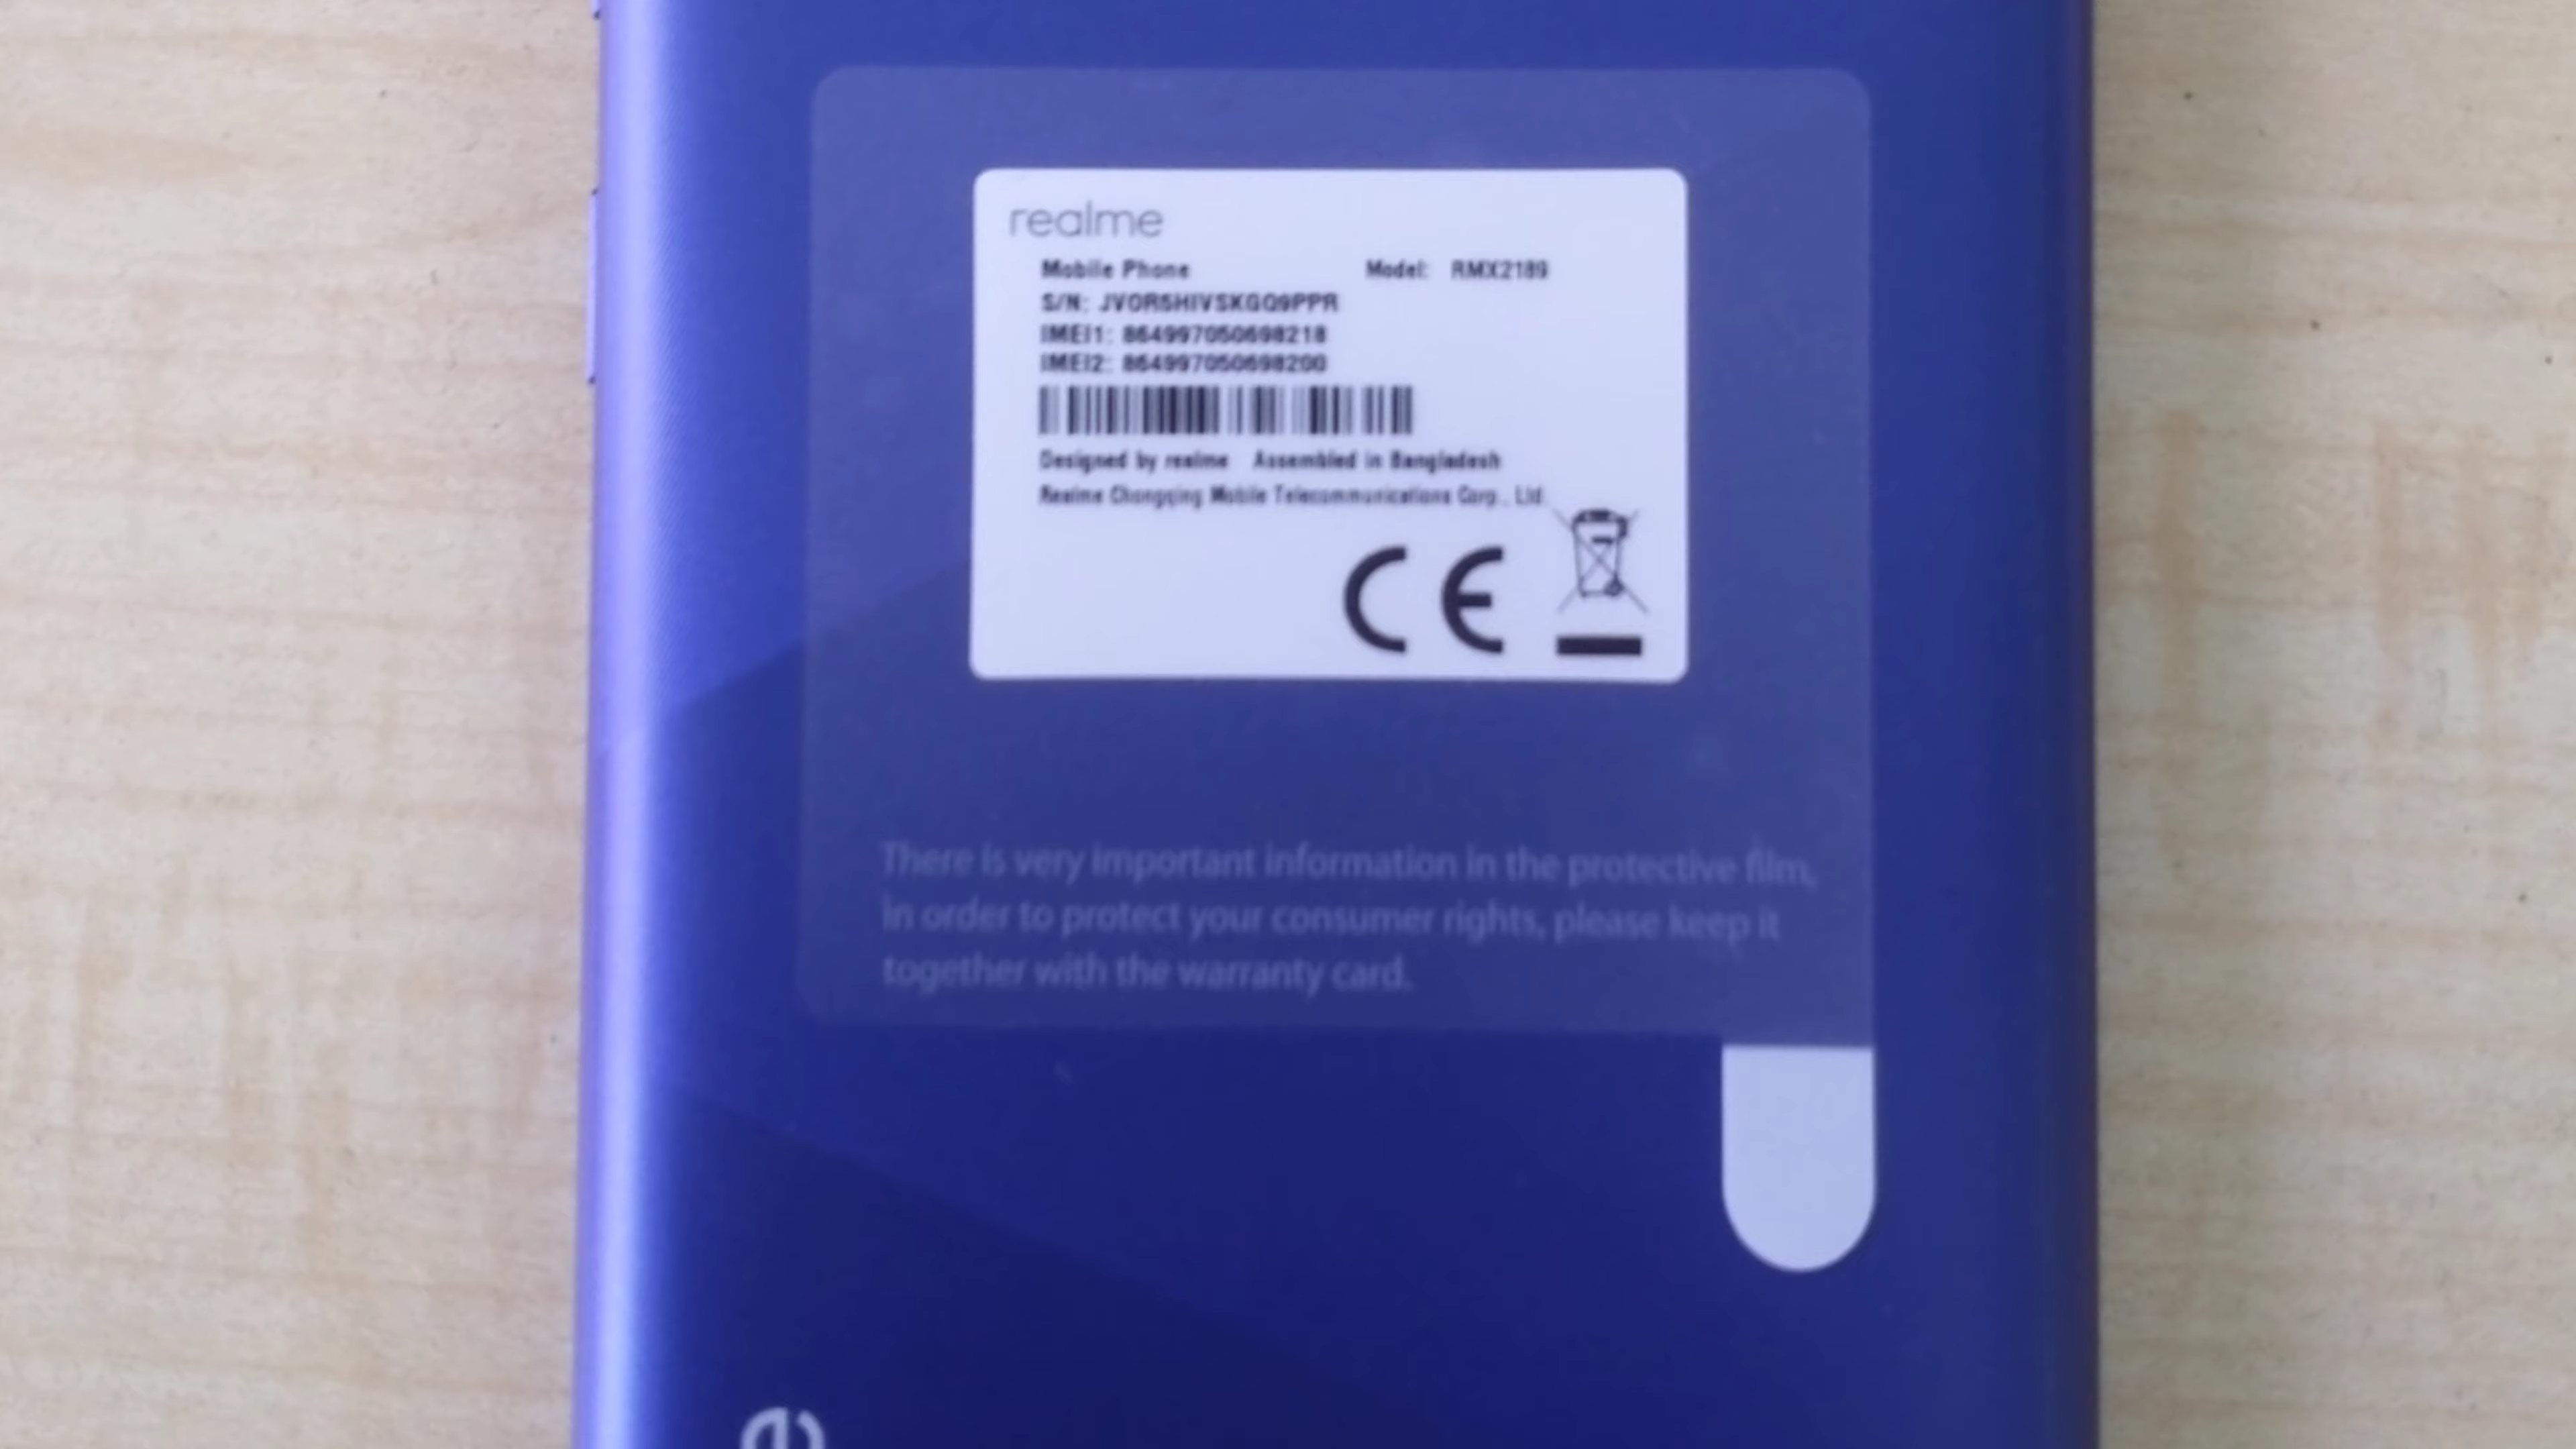 realme
Mobile Phone Model: RMX2189
S/N: JVOR5HIVSKGQ9PPR
IMEI1: 864997050698218
IMEI2: 864997050698200
Designed by realme Assembled in Bangladesh
Realme Chongqing Mobile Telecommunications Corp., Ltd.
CE
There is very important information in the protective film,
in order to protect your consumer rights, please keep it
together with the warranty card.
e